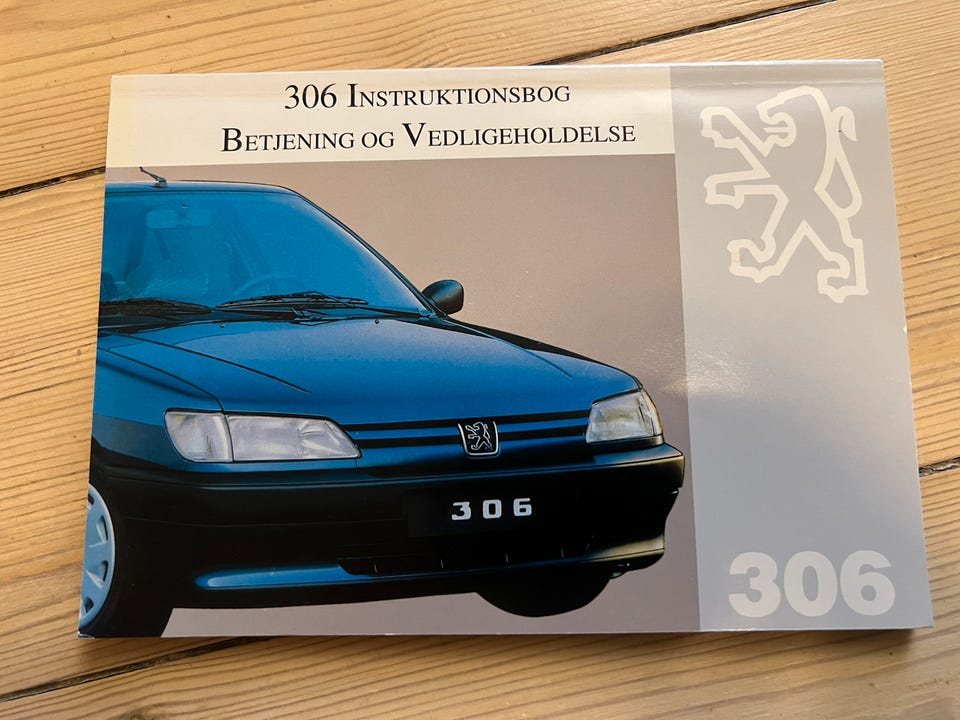 306 INSTRUKTIONSBOG
BETJENING OG VEDLIGEHOLDELSE
306
306